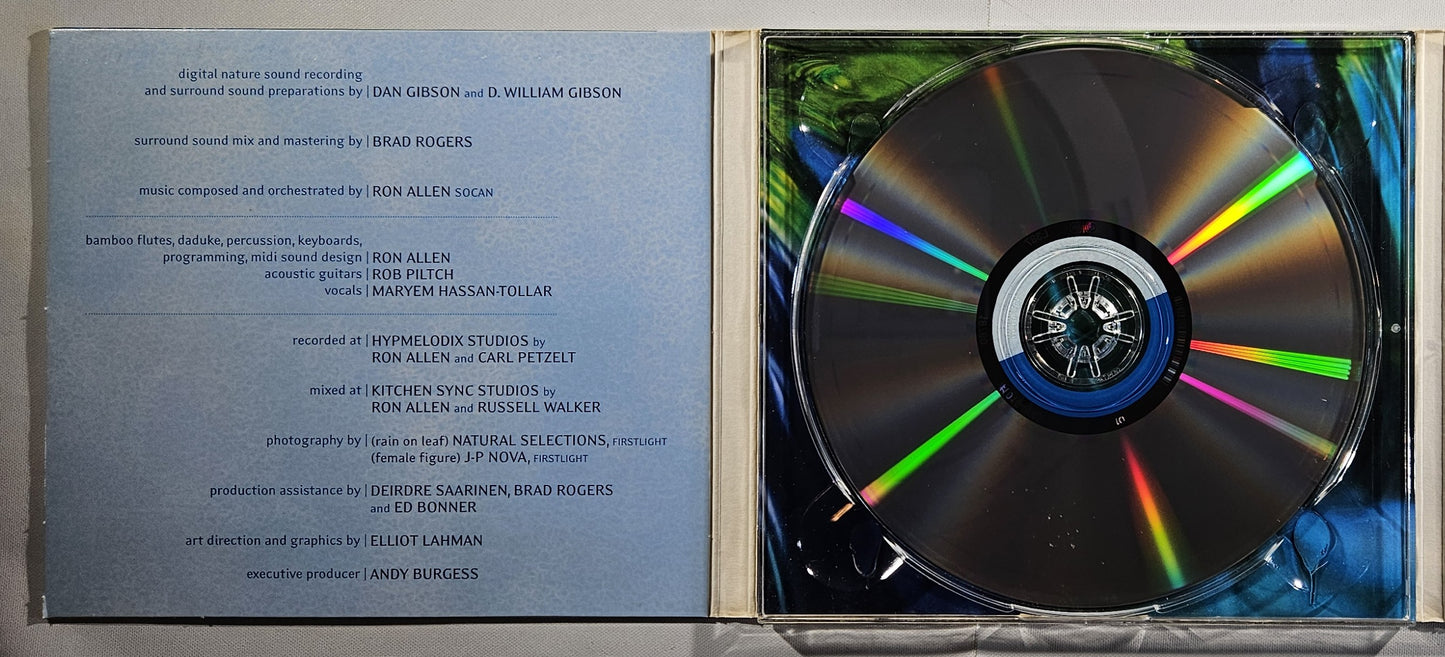 digital nature sound recording
and surround sound preparations by | DAN GIBSON and D. WILLIAM GIBSON
surround sound mix and mastering by | BRAD ROGERS
music composed and orchestrated by | RON ALLEN SOCAN
bamboo flutes, daduke, percussion, keyboards,
programming, midi sound design | RON ALLEN
acoustic guitars | ROB PILTCH
vocals | MARYEM HASSAN-TOLLAR
recorded at | HYPMELODIX STUDIOS by
RON ALLEN and CARL PETZELT
mixed at | KITCHEN SYNC STUDIOS by
RON ALLEN and RUSSELL WALKER
photography by | (rain on leaf) NATURAL SELECTIONS, FIRSTLIGHT
(female figure) J-P NOVA, FIRSTLIGHT
production assistance by | DEIRDRE SAARINEN, BRAD ROGERS
and ED BONNER
art direction and graphics by | ELLIOT LAHMAN
executive producer | ANDY BURGESS